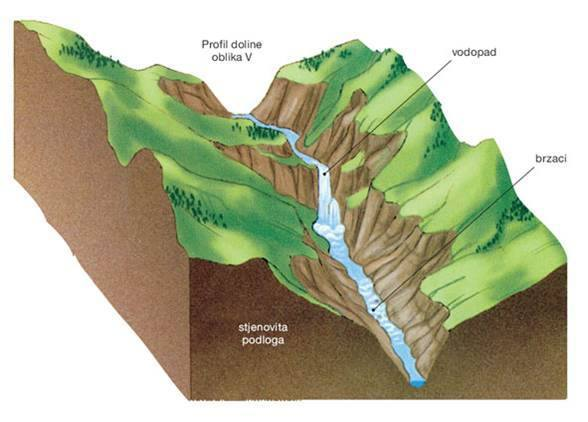 Profil doline
oblika V
vodopad
brzaci
stjenovita
podloga